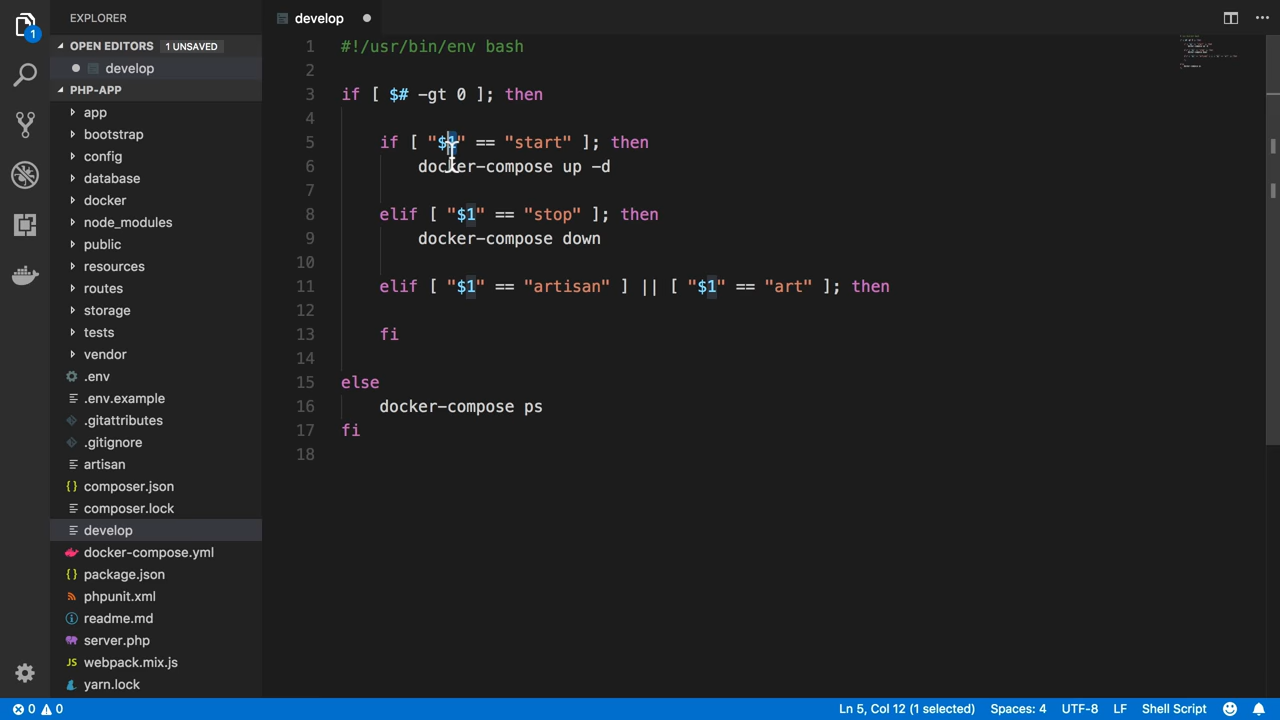 EXPLORER
develop
OPEN EDITORS 1 UNSAVED
develop
PHP-APP
app
bootstrap
config
database
docker
node_modules
public
resources
routes
storage
tests
vendor
.env
.env.example
.gitattributes
.gitignore
artisan
composer.json
composer.lock
develop
docker-compose.yml
package.json
phpunit.xml
readme.md
server.php
JS webpack.mix.js
yarn.lock
1
1 #!/usr/bin/env bash
2
3 if [ $# -gt 0 ]; then
4
5 if [ "$1" == "start" ]; then
6 docker-compose up -d
7
8 elif [ "$1" == "stop" ]; then
9 docker-compose down
10
11 elif [ "$1" == "artisan" ] || [ "$1" == "art" ]; then
12
13 fi
14
15 else
16 docker-compose ps
17 fi
18
0 0 Ln 5, Col 12 (1 selected) Spaces: 4 UTF-8 LF Shell Script